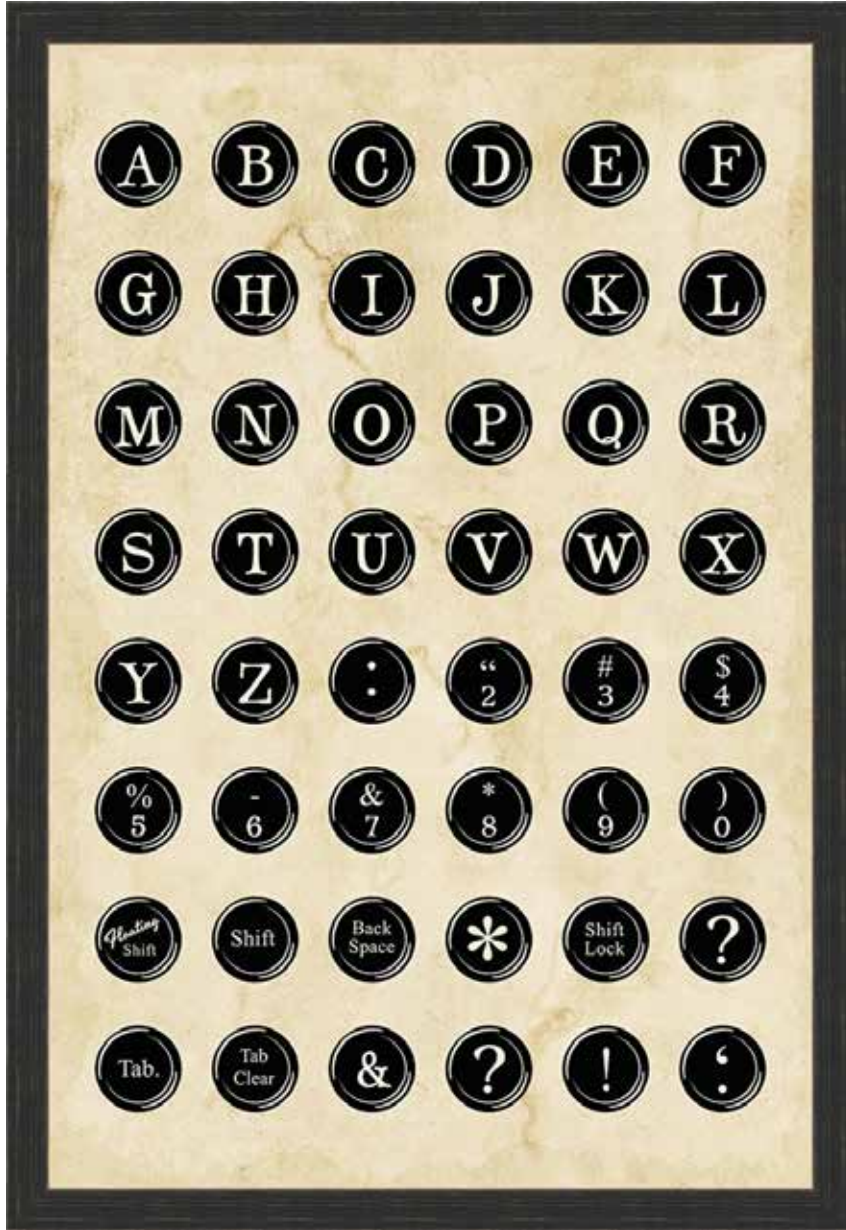 A B C D E F
G H I J K L
M N O P Q R
S T U V W X
Y Z : “ 2 # 3 $ 4
% 5 - 6 & 7 * 8 ( 9 ) 0
Floating Shift Shift Back Space * Shift Lock ?
Tab. Tab Clear & ? ! ‘ .